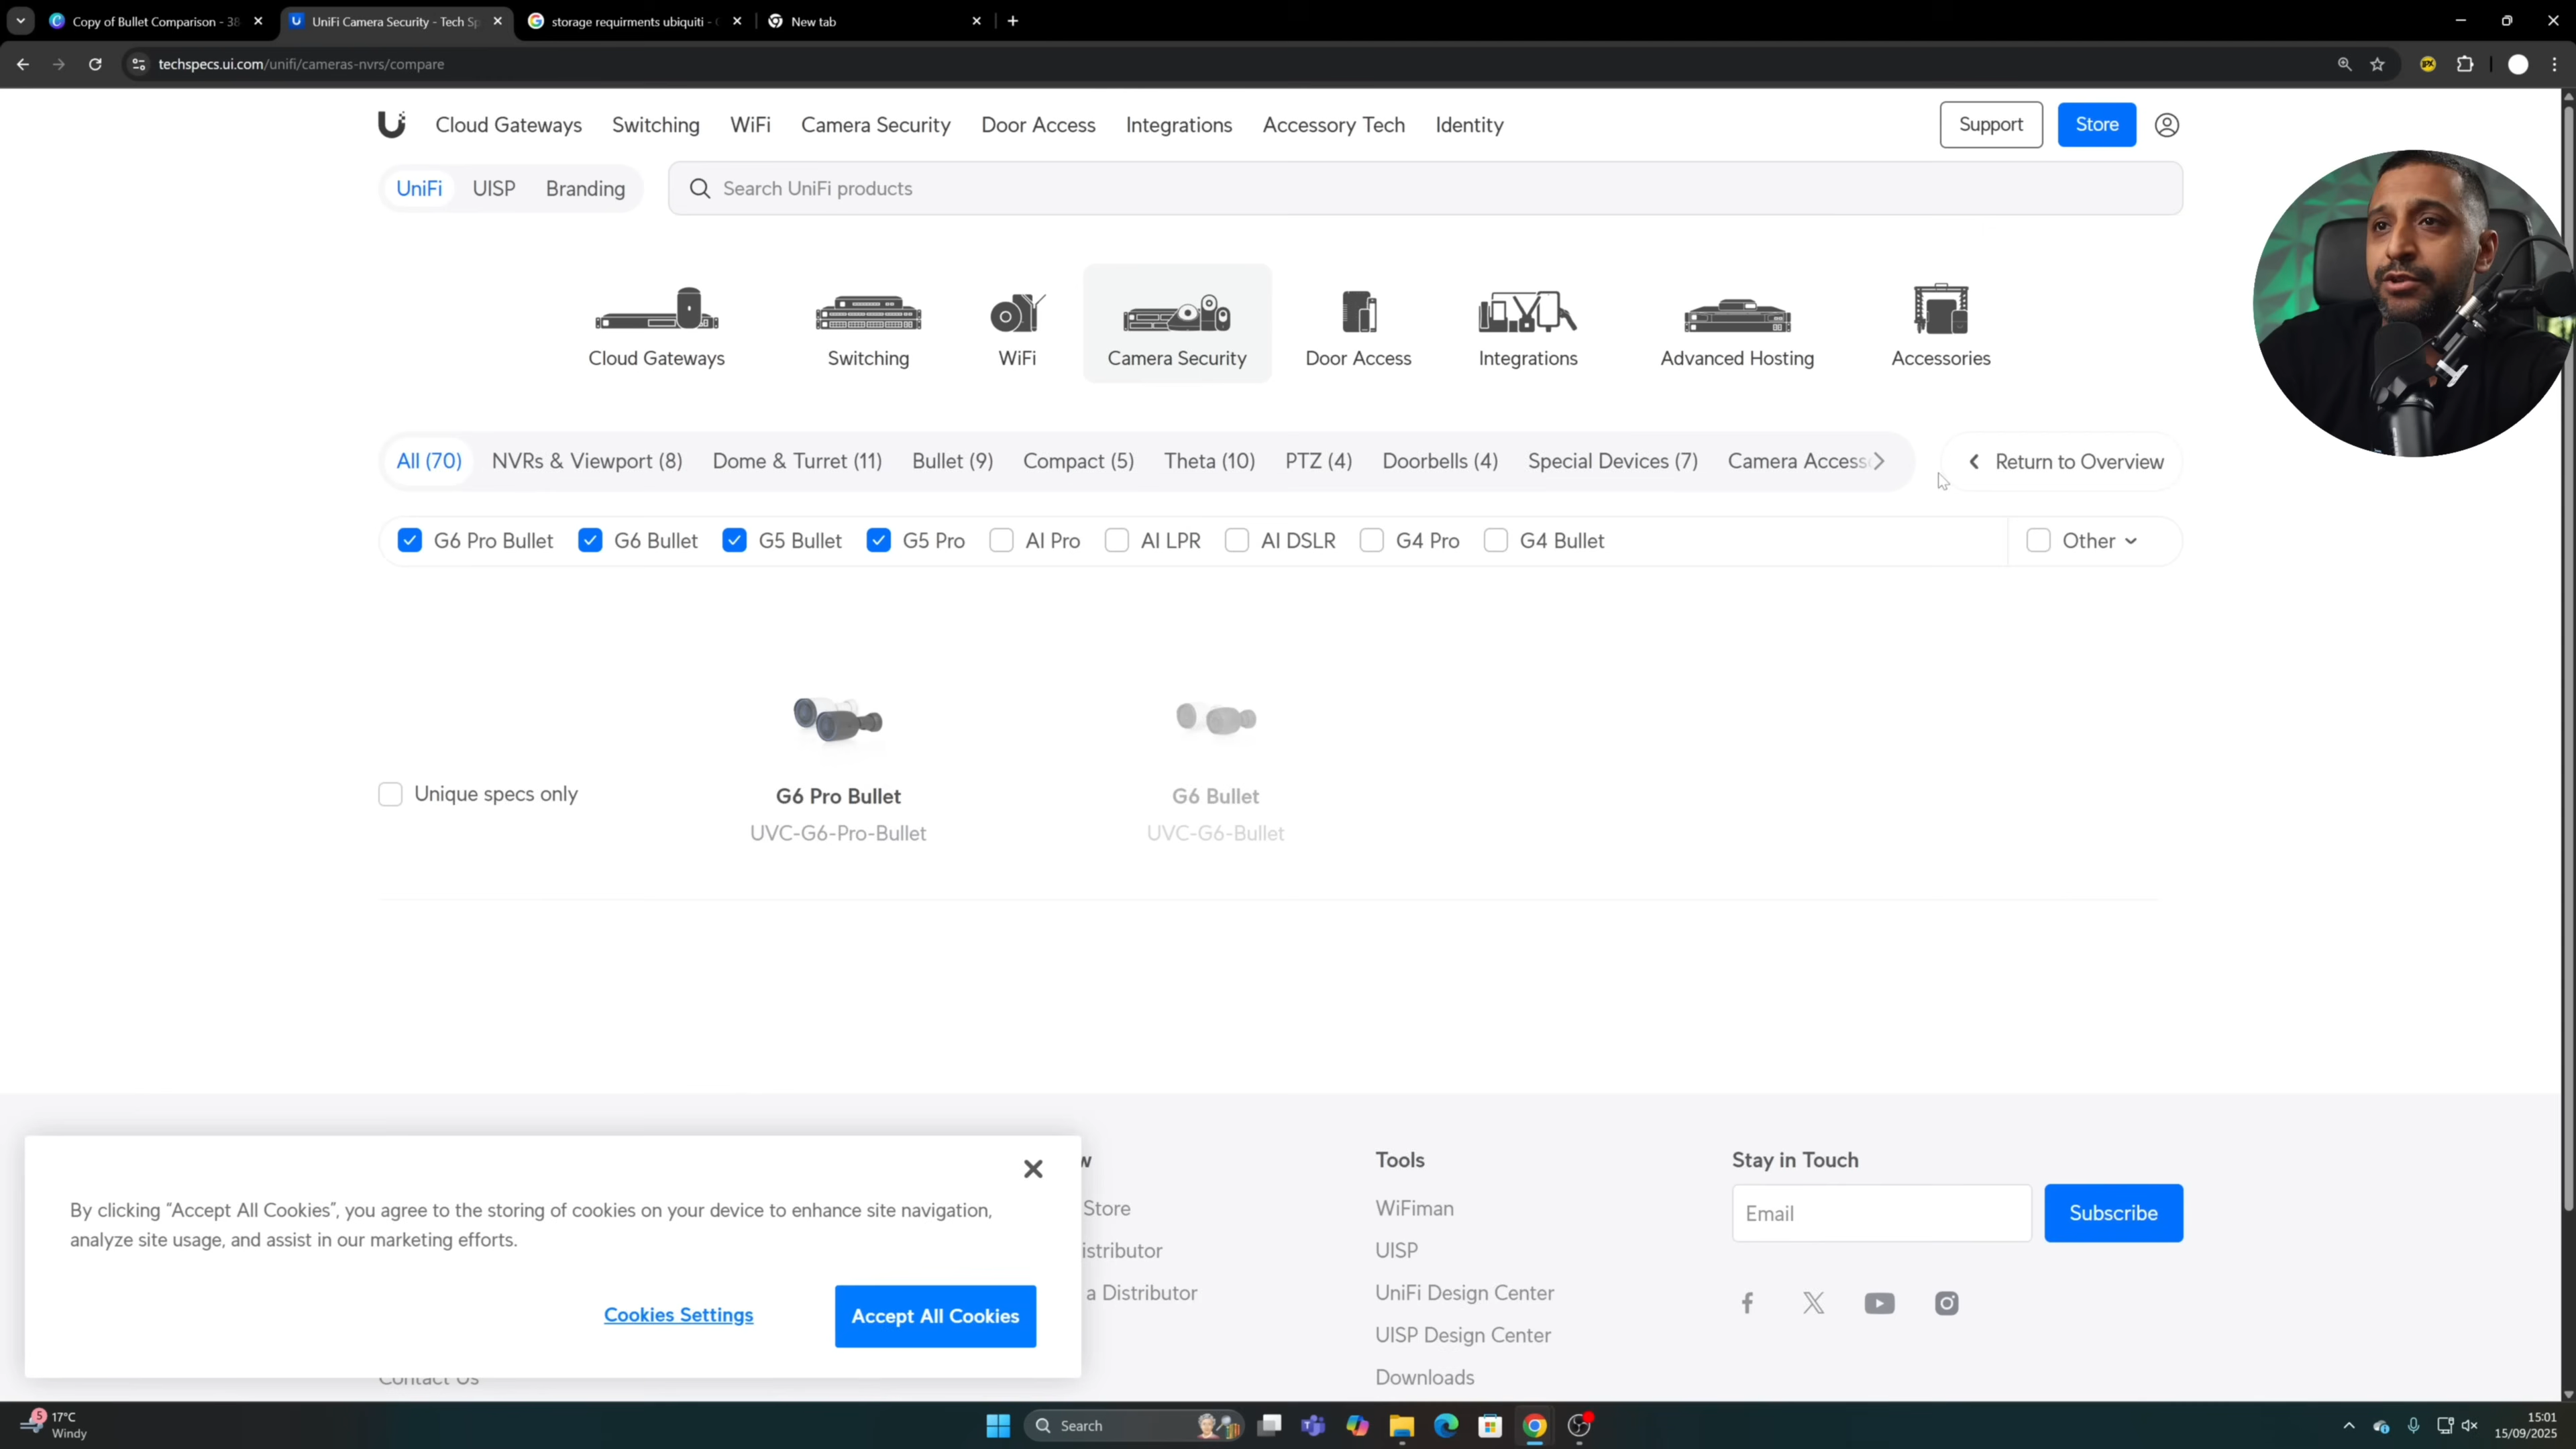 Copy of Bullet Comparison - 38
UniFi Camera Security - Tech Sp
storage requirments ubiquiti -
New tab
techspecs.ui.com/unifi/cameras-nvrs/compare
Cloud Gateways Switching WiFi Camera Security Door Access Integrations Accessory Tech Identity
Support Store
UniFi UISP Branding
Search UniFi products
Cloud Gateways Switching WiFi Camera Security Door Access Integrations Advanced Hosting Accessories
All (70) NVRs & Viewport (8) Dome & Turret (11) Bullet (9) Compact (5) Theta (10) PTZ (4) Doorbells (4) Special Devices (7) Camera Access
Return to Overview
G6 Pro Bullet G6 Bullet G5 Bullet G5 Pro AI Pro AI LPR AI DSLR G4 Pro G4 Bullet Other
Unique specs only
G6 Pro Bullet
UVC-G6-Pro-Bullet
G6 Bullet
UVC-G6-Bullet
By clicking “Accept All Cookies”, you agree to the storing of cookies on your device to enhance site navigation,
analyze site usage, and assist in our marketing efforts.
Cookies Settings
Accept All Cookies
w
Store
istributor
a Distributor
Contact Us
Tools
WiFiman
UISP
UniFi Design Center
UISP Design Center
Downloads
Stay in Touch
Email
Subscribe
5
17°C
Windy
Search
15:01
15/09/2025